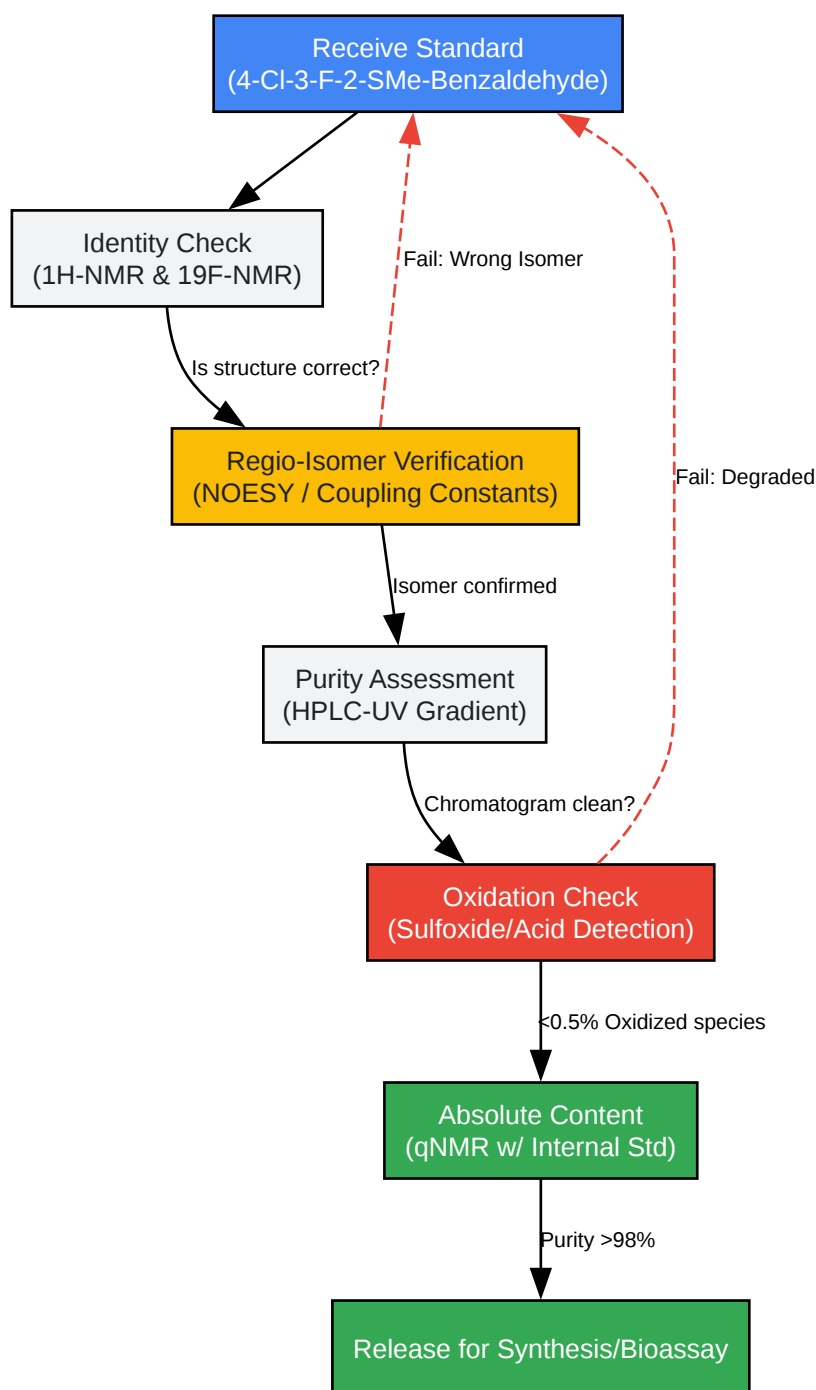 Receive Standard
(4-Cl-3-F-2-SMe-Benzaldehyde)
Identity Check
(1H-NMR & 19F-NMR)
Fail: Wrong Isomer
Is structure correct?
Regio-Isomer Verification
(NOESY / Coupling Constants)
Fail: Degraded
Isomer confirmed
Purity Assessment
(HPLC-UV Gradient)
Chromatogram clean?
Oxidation Check
(Sulfoxide/Acid Detection)
<0.5% Oxidized species
Absolute Content
(qNMR w/ Internal Std)
Purity >98%
Release for Synthesis/Bioassay